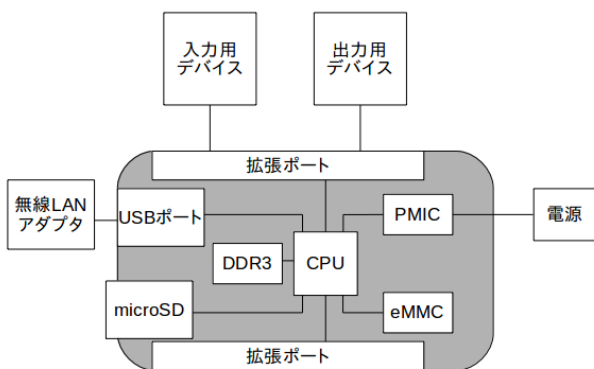 入力用
デバイス
出力用
デバイス
拡張ポート
無線LAN
アダプタ
USBポート
PMIC
電源
DDR3
CPU
microSD
eMMC
拡張ポート